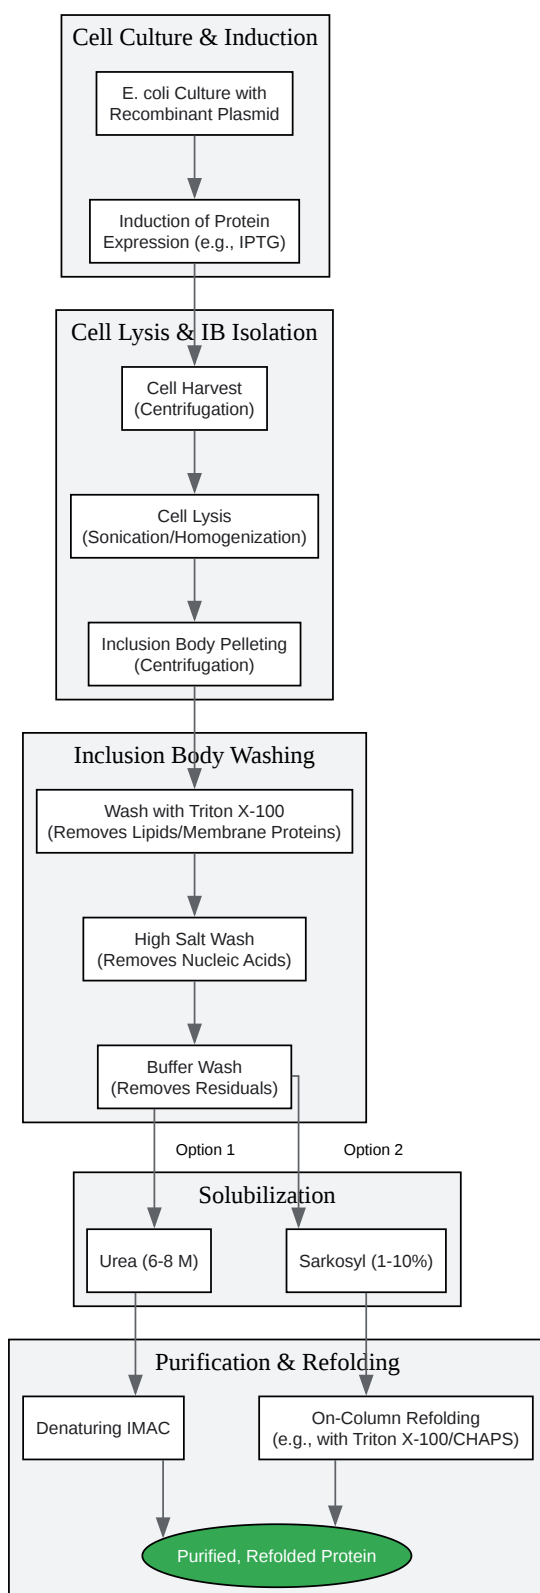 Cell Culture & Induction
E. coli Culture with
Recombinant Plasmid
Induction of Protein
Expression (e.g., IPTG)
Cell Lysis & IB Isolation
Cell Harvest
(Centrifugation)
Cell Lysis
(Sonication/Homogenization)
Inclusion Body Pelleting
(Centrifugation)
Inclusion Body Washing
Wash with Triton X-100
(Removes Lipids/Membrane Proteins)
High Salt Wash
(Removes Nucleic Acids)
Buffer Wash
(Removes Residuals)
Option 1
Option 2
Solubilization
Urea (6-8 M)
Sarkosyl (1-10%)
Purification & Refolding
Denaturing IMAC
On-Column Refolding
(e.g., with Triton X-100/CHAPS)
Purified, Refolded Protein